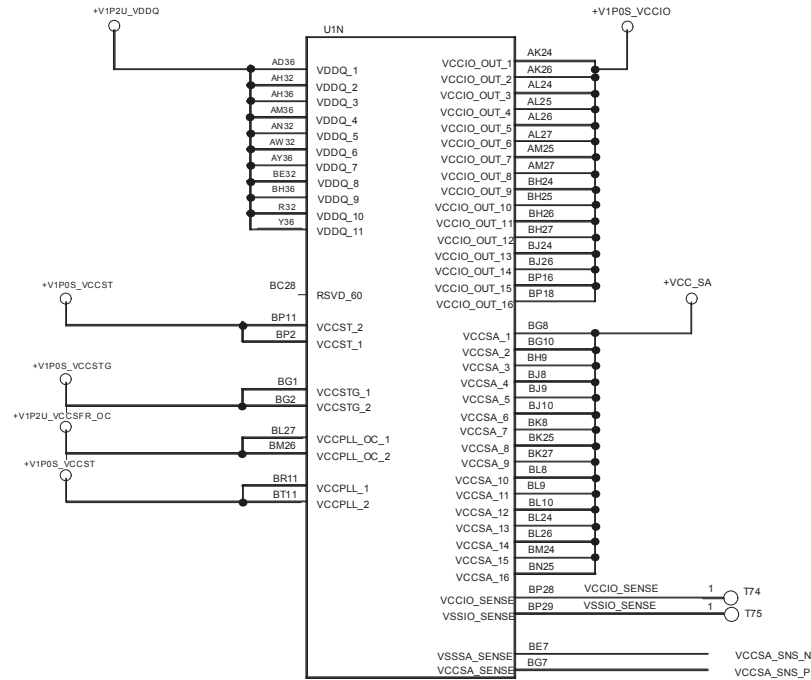 +V1P2U_VDDQ
+V1P0S_VCCIO
U1N
AD36 VDDQ_1
AH32 VDDQ_2
AH36 VDDQ_3
AM36 VDDQ_4
AN32 VDDQ_5
AW32 VDDQ_6
AY36 VDDQ_7
BE32 VDDQ_8
BH36 VDDQ_9
R32 VDDQ_10
Y36 VDDQ_11
BC28 RSVD_60
+V1P0S_VCCST
BP11 VCCST_2
BP2 VCCST_1
+V1P0S_VCCSTG
BG1 VCCSTG_1
BG2 VCCSTG_2
+V1P2U_VCCSFR_OC
BL27 VCCPLL_OC_1
BM26 VCCPLL_OC_2
+V1P0S_VCCST
BR11 VCCPLL_1
BT11 VCCPLL_2
VCCIO_OUT_1 AK24
VCCIO_OUT_2 AK26
VCCIO_OUT_3 AL24
VCCIO_OUT_4 AL25
VCCIO_OUT_5 AL26
VCCIO_OUT_6 AL27
VCCIO_OUT_7 AM25
VCCIO_OUT_8 AM27
VCCIO_OUT_9 BH24
VCCIO_OUT_10 BH25
VCCIO_OUT_11 BH26
VCCIO_OUT_12 BH27
VCCIO_OUT_13 BJ24
VCCIO_OUT_14 BJ26
VCCIO_OUT_15 BP16
VCCIO_OUT_16 BP18
+VCC_SA
VCCSA_1 BG8
VCCSA_2 BG10
VCCSA_3 BH9
VCCSA_4 BJ8
VCCSA_5 BJ9
VCCSA_6 BJ10
VCCSA_7 BK8
VCCSA_8 BK25
VCCSA_9 BK27
VCCSA_10 BL8
VCCSA_11 BL9
VCCSA_12 BL10
VCCSA_13 BL24
VCCSA_14 BL26
VCCSA_15 BM24
VCCSA_16 BN25
VCCIO_SENSE BP28 VCCIO_SENSE 1 T74
VSSIO_SENSE BP29 VSSIO_SENSE 1 T75
VSSSA_SENSE BE7 VCCSA_SNS_N
VCCSA_SENSE BG7 VCCSA_SNS_P